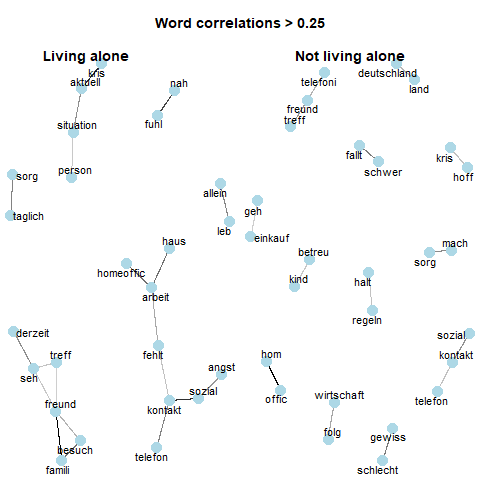 Word correlations > 0.25
Living alone
Not living alone
kris
aktuell
nah
situation
fuhl
person
sorg
taglich
allein
leb
haus
homeoffic
arbeit
derzeit
treff
seh
fehlt
freund
angst
sozial
kontakt
besuch
famili
telefon
telefoni
deutschland
land
freund
treff
fallt
schwer
kris
hoff
geh
einkauf
betreu
kind
mach
sorg
halt
regeln
hom
offic
sozial
kontakt
telefon
wirtschaft
folg
gewiss
schlecht